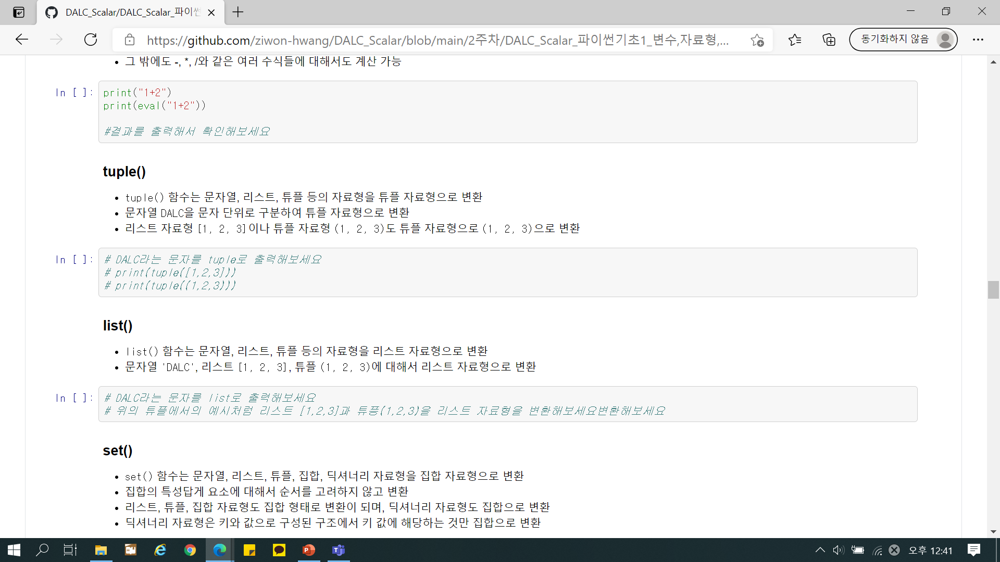 DALC_Scalar/DALC_Scalar_파이썬
https://github.com/ziwon-hwang/DALC_Scalar/blob/main/2주차/DALC_Scalar_파이썬기초1_변수,자료형,...
동기화하지 않음
• 그 밖에도 -, *, /와 같은 여러 수식들에 대해서도 계산 가능
In [ ]: print("1+2")
print(eval("1+2"))
#결과를 출력해서 확인해보세요
tuple()
• tuple() 함수는 문자열, 리스트, 튜플 등의 자료형을 튜플 자료형으로 변환
• 문자열 DALC을 문자 단위로 구분하여 튜플 자료형으로 변환
• 리스트 자료형 [1, 2, 3]이나 튜플 자료형 (1, 2, 3)도 튜플 자료형으로 (1, 2, 3)으로 변환
In [ ]: # DALC라는 문자를 tuple로 출력해보세요
# print(tuple([1,2,3]))
# print(tuple((1,2,3)))
list()
• list() 함수는 문자열, 리스트, 튜플 등의 자료형을 리스트 자료형으로 변환
• 문자열 'DALC', 리스트 [1, 2, 3], 튜플 (1, 2, 3)에 대해서 리스트 자료형으로 변환
In [ ]: # DALC라는 문자를 list로 출력해보세요
# 위의 튜플에서의 예시처럼 리스트 [1,2,3]과 튜픙(1,2,3)을 리스트 자료형을 변환해보세요변환해보세요
set()
• set() 함수는 문자열, 리스트, 튜플, 집합, 딕셔너리 자료형을 집합 자료형으로 변환
• 집합의 특성답게 요소에 대해서 순서를 고려하지 않고 변환
• 리스트, 튜플, 집합 자료형도 집합 형태로 변환이 되며, 딕셔너리 자료형도 집합으로 변환
• 딕셔너리 자료형은 키와 값으로 구성된 구조에서 키 값에 해당하는 것만 집합으로 변환
오후 12:41